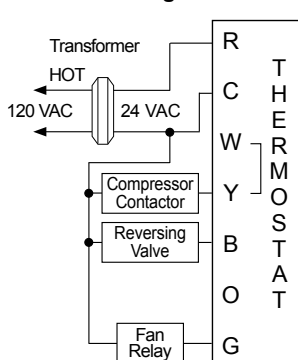 Transformer
HOT
120 VAC
24 VAC
R
C
W
Y
B
O
G
THERMOSTAT
Compressor
Contactor
Reversing
Valve
Fan
Relay